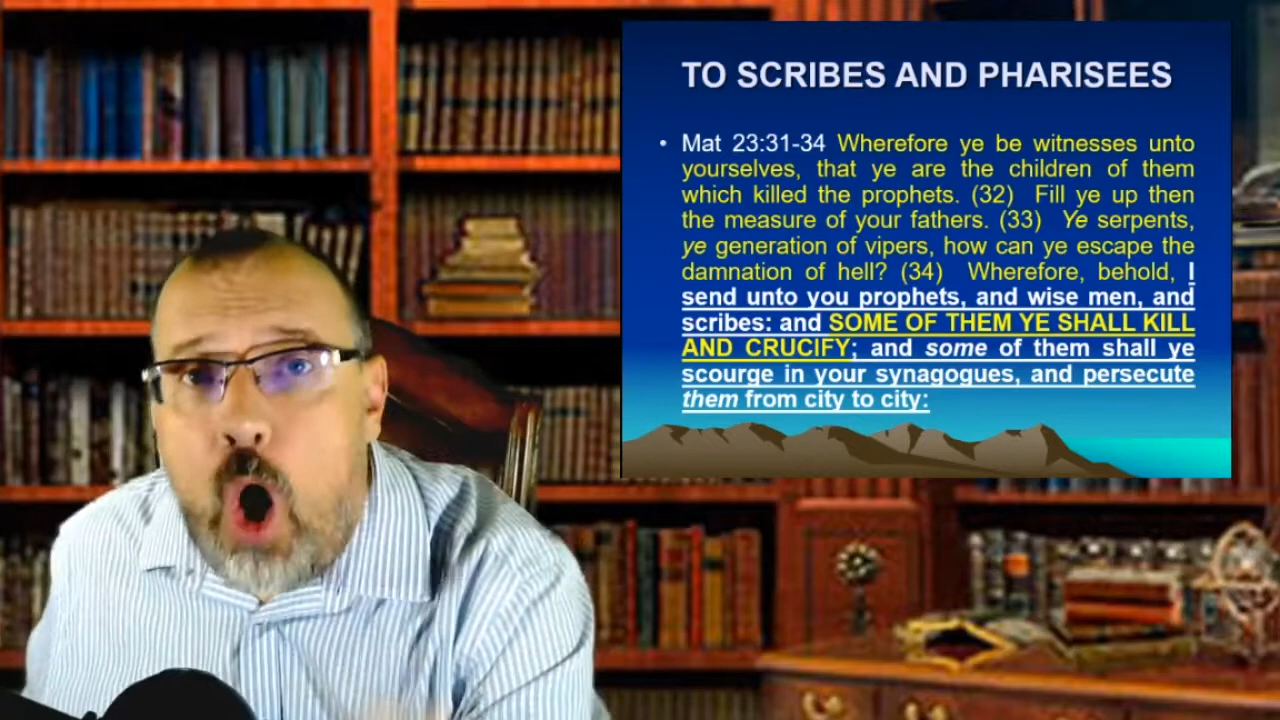 TO SCRIBES AND PHARISEES
• Mat 23:31-34 Wherefore ye be witnesses unto
yourselves, that ye are the children of them
which killed the prophets. (32) Fill ye up then
the measure of your fathers. (33) Ye serpents,
ye generation of vipers, how can ye escape the
damnation of hell? (34) Wherefore, behold, I
send unto you prophets, and wise men, and
scribes: and SOME OF THEM YE SHALL KILL
AND CRUCIFY; and some of them shall ye
scourge in your synagogues, and persecute
them from city to city: